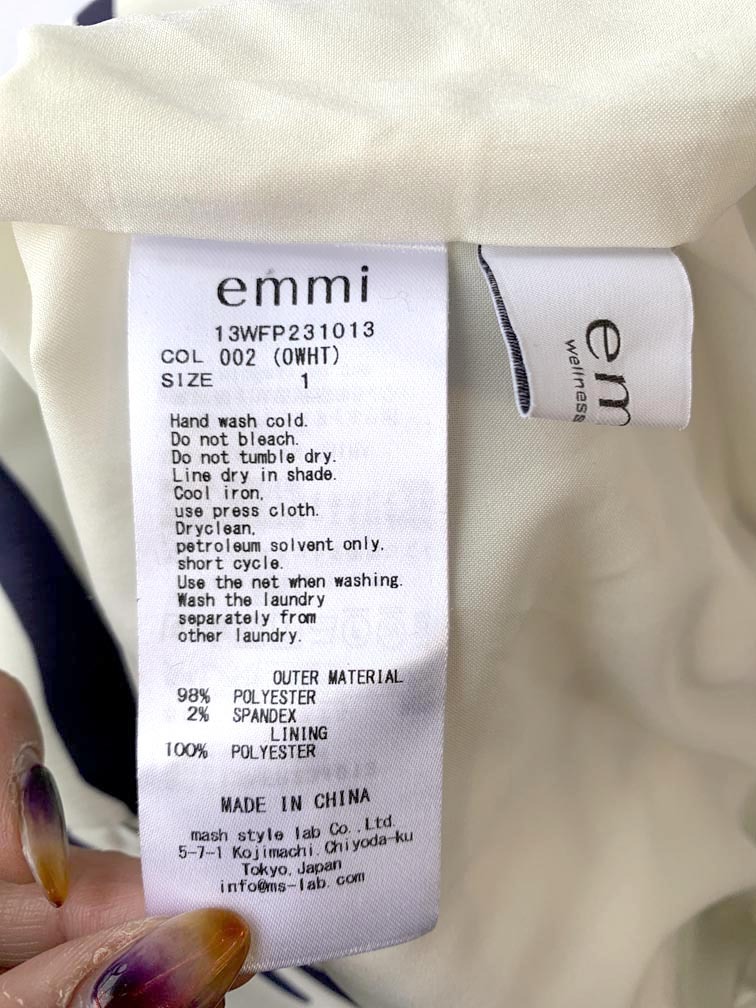 emmi
13WFP231013
COL 002 (OWHT)
SIZE 1
Hand wash cold.
Do not bleach.
Do not tumble dry.
Line dry in shade.
Cool iron,
use press cloth.
Dryclean,
petroleum solvent only,
short cycle.
Use the net when washing.
Wash the laundry
separately from
other laundry.
OUTER MATERIAL
98% POLYESTER
2% SPANDEX
LINING
100% POLYESTER
MADE IN CHINA
mash style lab Co.,Ltd.
5-7-1 Kojimachi,Chiyoda-ku
Tokyo,Japan
info@ms-lab.com
em
wellness